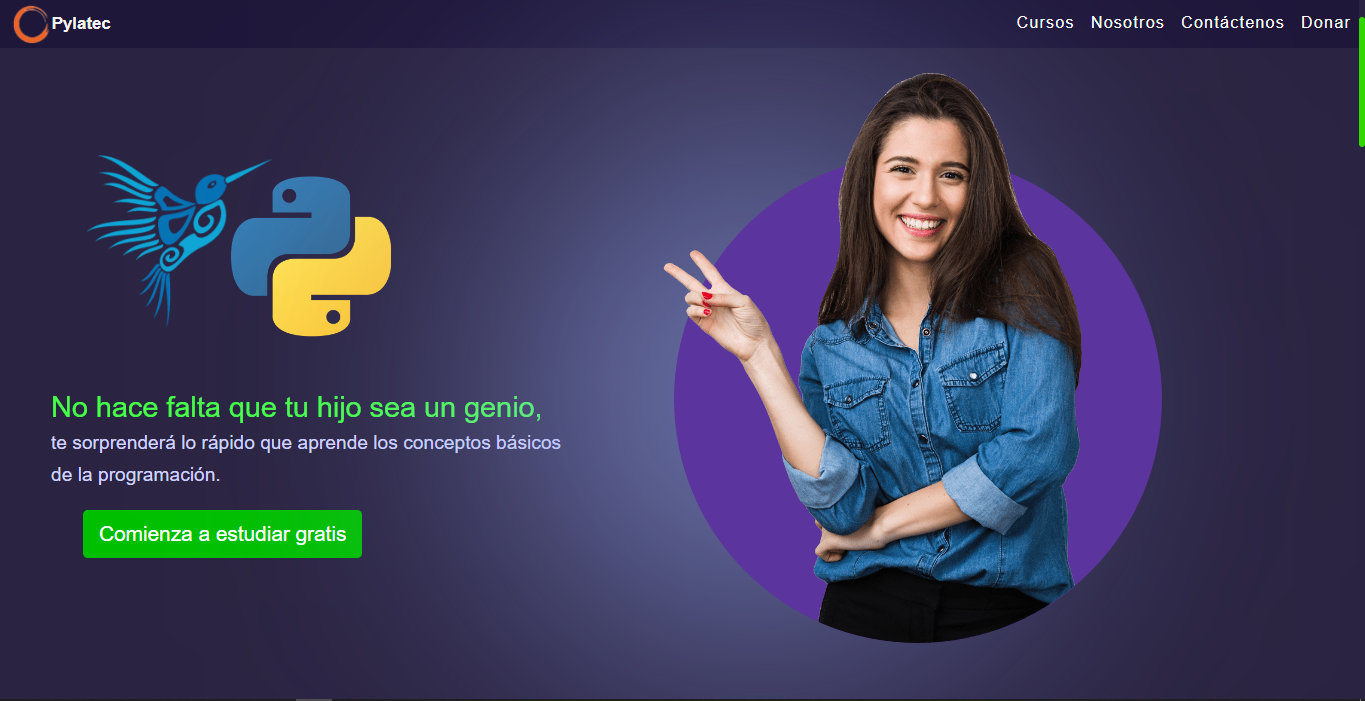 Pylatec
Cursos Nosotros Contáctenos Donar
No hace falta que tu hijo sea un genio,
te sorprenderá lo rápido que aprende los conceptos básicos
de la programación.
Comienza a estudiar gratis